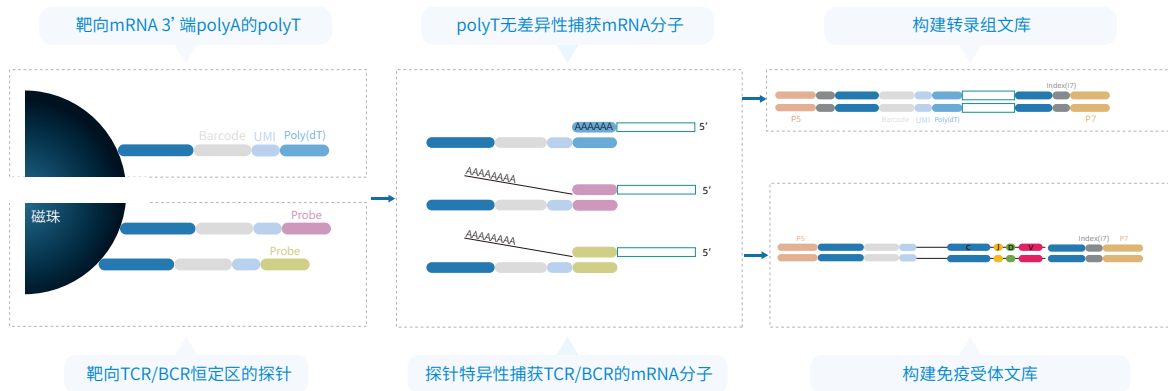 靶向mRNA 3’端polyA的polyT
polyT无差异性捕获mRNA分子
构建转录组文库
Barcode UMI Poly(dT)
磁珠
Probe
Probe
AAAAAA 5’
AAAAAAAA
5’
AAAAAAAA
5’
Index(i7)
P5 Barcode UMI Poly(dT) P7
P5 Index(i7) P7
C J D V
靶向TCR/BCR恒定区的探针
探针特异性捕获TCR/BCR的mRNA分子
构建免疫受体文库